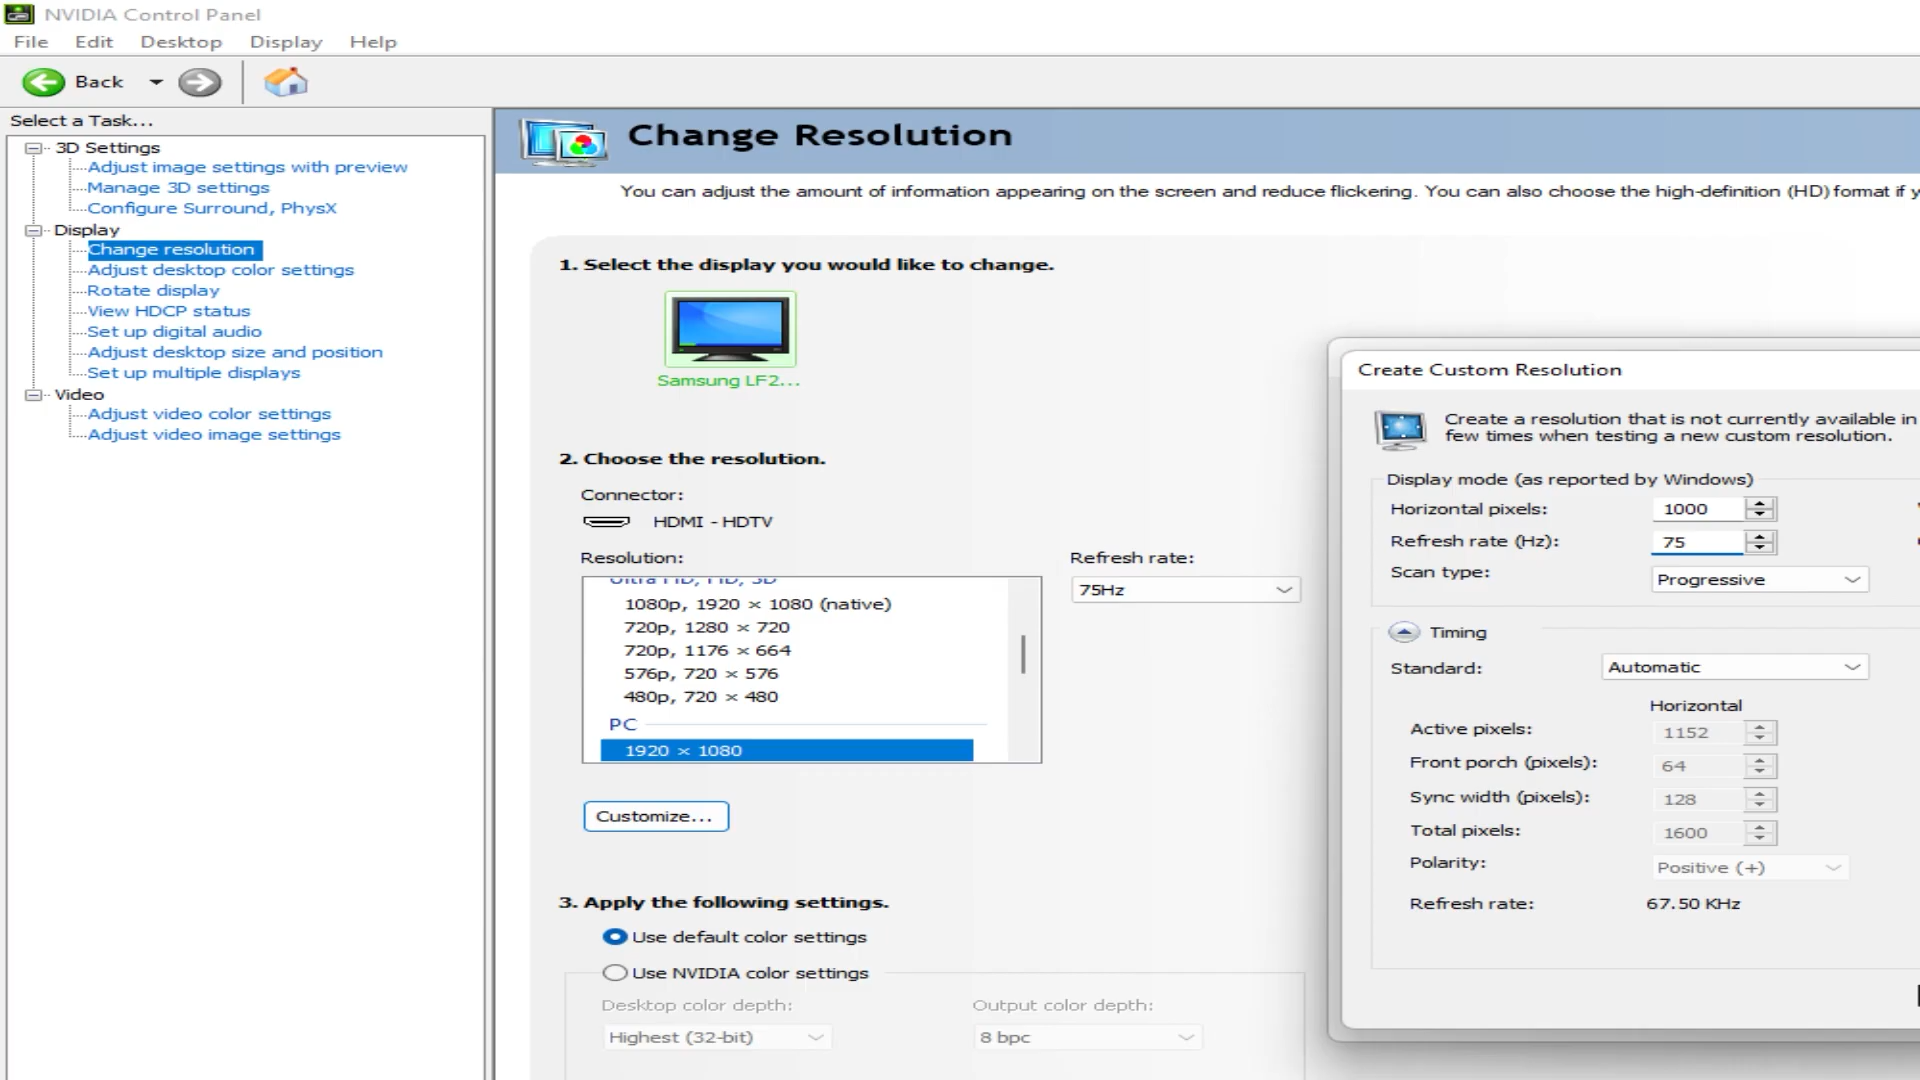 NVIDIA Control Panel
File Edit Desktop Display Help
Back
Select a Task...
3D Settings
Adjust image settings with preview
Manage 3D settings
Configure Surround, PhysX
Display
Change resolution
Adjust desktop color settings
Rotate display
View HDCP status
Set up digital audio
Adjust desktop size and position
Set up multiple displays
Video
Adjust video color settings
Adjust video image settings
Change Resolution
You can adjust the amount of information appearing on the screen and reduce flickering. You can also choose the high-definition (HD) format if
1. Select the display you would like to change.
Samsung LF2...
2. Choose the resolution.
Connector:
HDMI - HDTV
Resolution:
Ultra HD, HD, SD
1080p, 1920 × 1080 (native)
720p, 1280 × 720
720p, 1176 × 664
576p, 720 × 576
480p, 720 × 480
PC
1920 × 1080
Refresh rate:
75Hz
Customize...
3. Apply the following settings.
Use default color settings
Use NVIDIA color settings
Desktop color depth:
Highest (32-bit)
Output color depth:
8 bpc
Create Custom Resolution
Create a resolution that is not currently available in
few times when testing a new custom resolution.
Display mode (as reported by Windows)
Horizontal pixels: 1000
Refresh rate (Hz): 75
Scan type: Progressive
Timing
Standard: Automatic
Horizontal
Active pixels: 1152
Front porch (pixels): 64
Sync width (pixels): 128
Total pixels: 1600
Polarity: Positive (+)
Refresh rate: 67.50 KHz